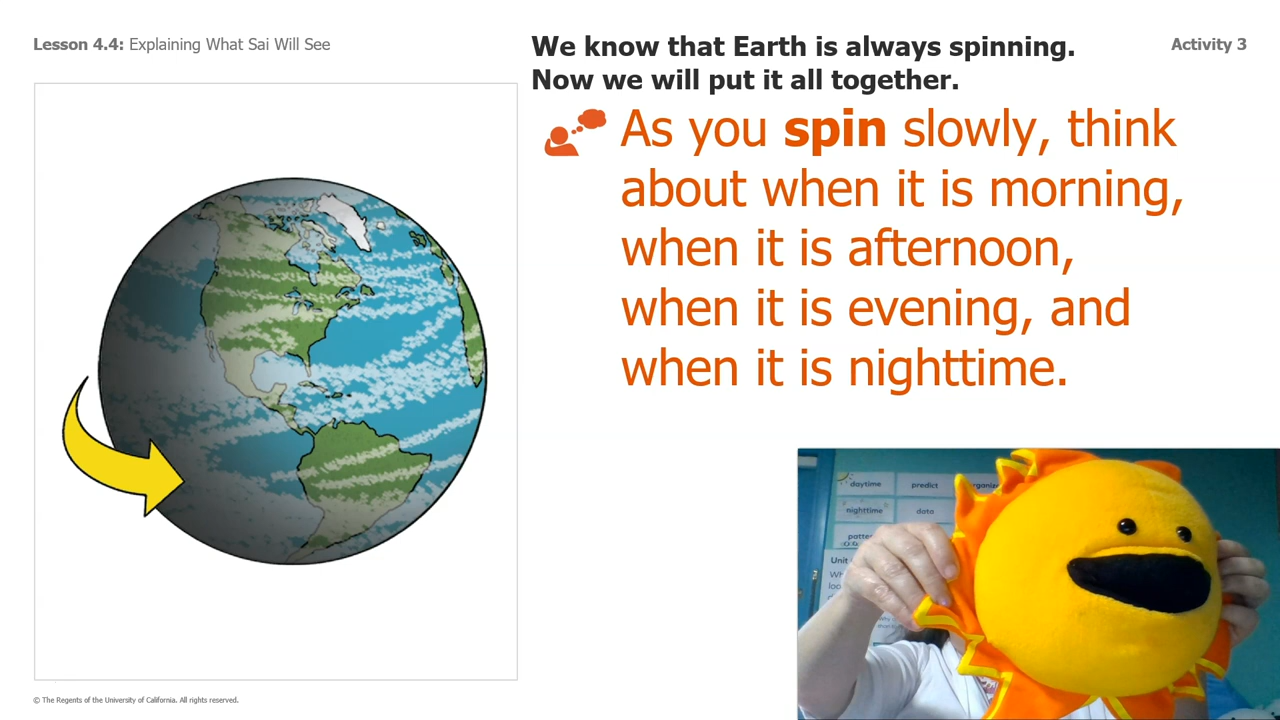 Lesson 4.4: Explaining What Sai Will See
We know that Earth is always spinning.
Now we will put it all together.
Activity 3
As you spin slowly, think
about when it is morning,
when it is afternoon,
when it is evening, and
when it is nighttime.
daytime
predict
nighttime
data
Unit
© The Regents of the University of California. All rights reserved.